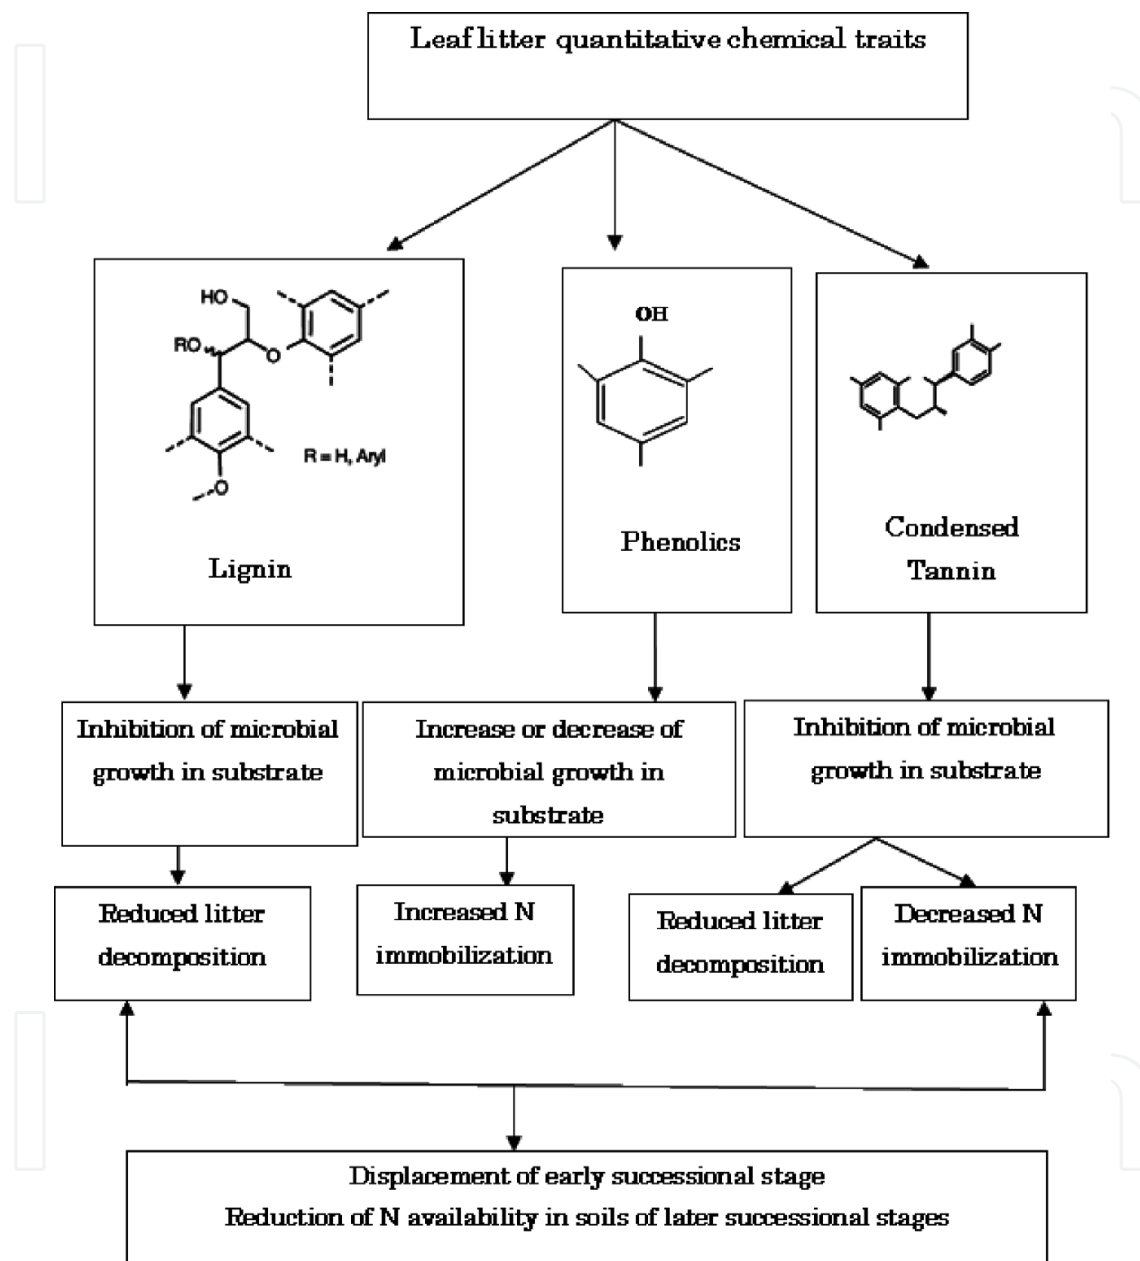 Leaf litter quantitative chemical traits
HO
RO
O
O
R = H, Aryl
Lignin
OH
Phenolics
Condensed
Tannin
Inhibition of microbial
growth in substrate
Increase or decrease of
microbial growth in
substrate
Inhibition of microbial
growth in substrate
Reduced litter
decomposition
Increased N
immobilization
Reduced litter
decomposition
Decreased N
immobilization
Displacement of early successional stage
Reduction of N availability in soils of later successional stages